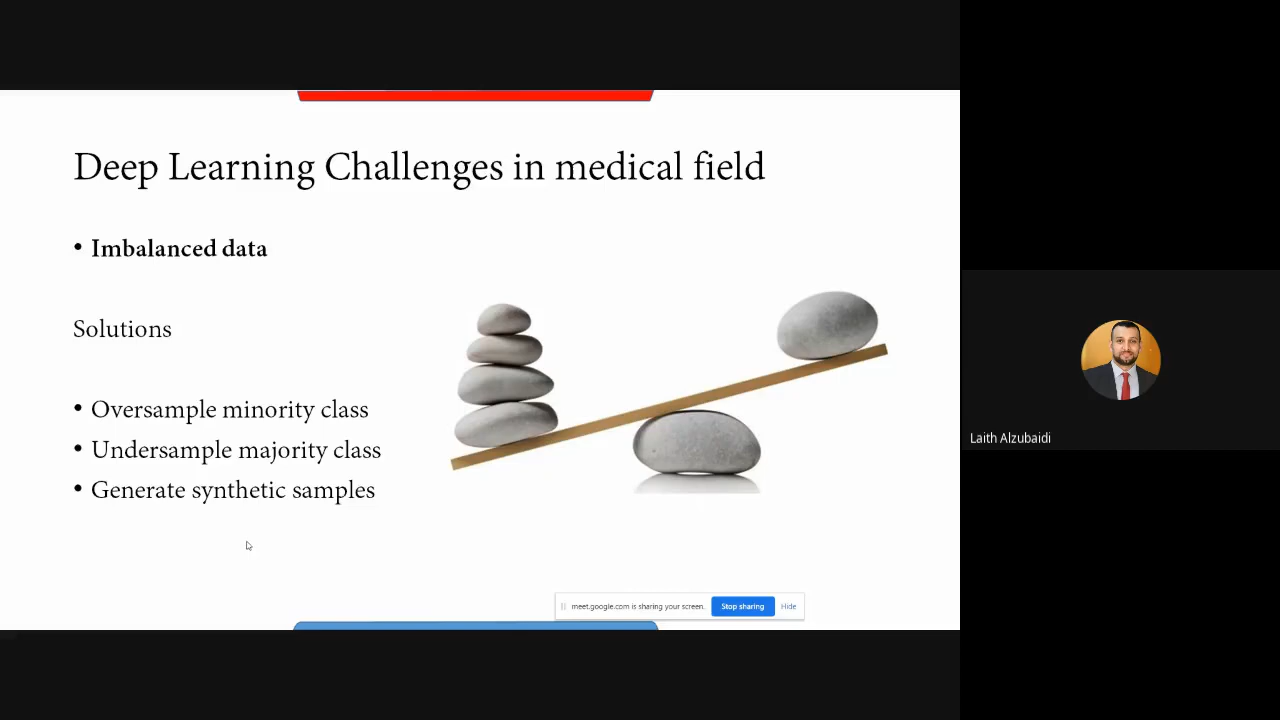 Deep Learning Challenges in medical field
• Imbalanced data
Solutions
• Oversample minority class
• Undersample majority class
• Generate synthetic samples
meet.google.com is sharing your screen. Stop sharing Hide
Laith Alzubaidi